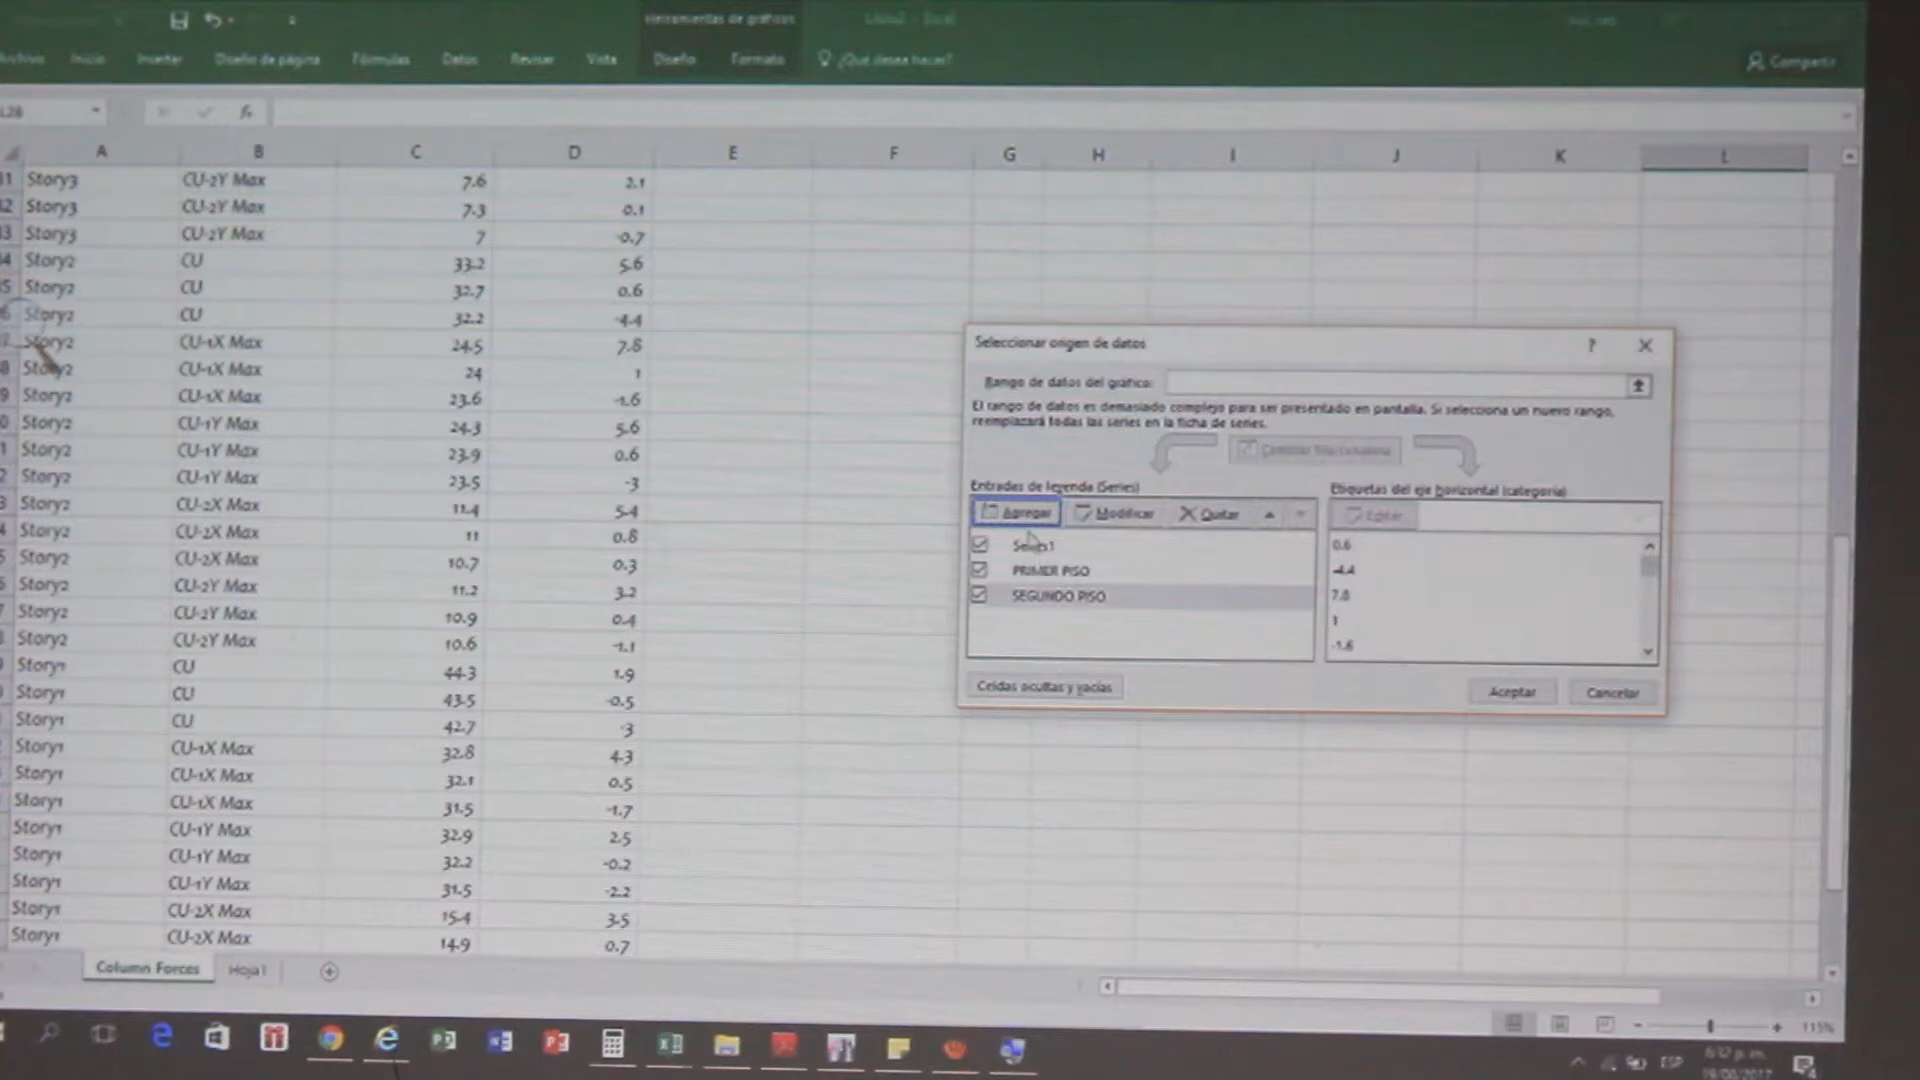 Herramientas de gráficos
Archivo Inicio Insertar Diseño de página Fórmulas Datos Revisar Vista Diseño Formato ¿Qué desea hacer? Compartir
L28 fx
A B C D E F G H I J K L
Story3 CU-2Y Max 7.6 2.1
Story3 CU-2Y Max 7.3 0.1
Story3 CU-2Y Max 7 -0.7
Story2 CU 33.2 5.6
Story2 CU 32.7 0.6
Story2 CU 32.2 -4.4
Story2 CU-1X Max 24.5 7.8
Story2 CU-1X Max 24 1
Story2 CU-1X Max 23.6 -1.6
Story2 CU-1Y Max 24.3 5.6
Story2 CU-1Y Max 23.9 0.6
Story2 CU-1Y Max 23.5 -3
Story2 CU-2X Max 11.4 5.4
Story2 CU-2X Max 11 0.8
Story2 CU-2X Max 10.7 0.3
Story2 CU-2Y Max 11.2 3.2
Story2 CU-2Y Max 10.9 0.4
Story2 CU-2Y Max 10.6 -1.1
Story1 CU 44.3 1.9
Story1 CU 43.5 -0.5
Story1 CU 42.7 -3
Story1 CU-1X Max 32.8 4.3
Story1 CU-1X Max 32.1 0.5
Story1 CU-1X Max 31.5 -1.7
Story1 CU-1Y Max 32.9 2.5
Story1 CU-1Y Max 32.2 -0.2
Story1 CU-1Y Max 31.5 -2.2
Story1 CU-2X Max 15.4 3.5
Story1 CU-2X Max 14.9 0.7
Seleccionar origen de datos ? X
Rango de datos del gráfico:
El rango de datos es demasiado complejo para ser presentado en pantalla. Si selecciona un nuevo rango,
reemplazará todas las series en la ficha de series.
Cambiar fila/columna
Entradas de leyenda (Series)
Etiquetas del eje horizontal (categoría)
Agregar Modificar Quitar
Editar
Series1
PRIMER PISO
SEGUNDO PISO
0.6
-4.4
7.8
1
-1.6
Celdas ocultas y vacías
Aceptar Cancelar
Column Forces Hoja1
115%
ESP